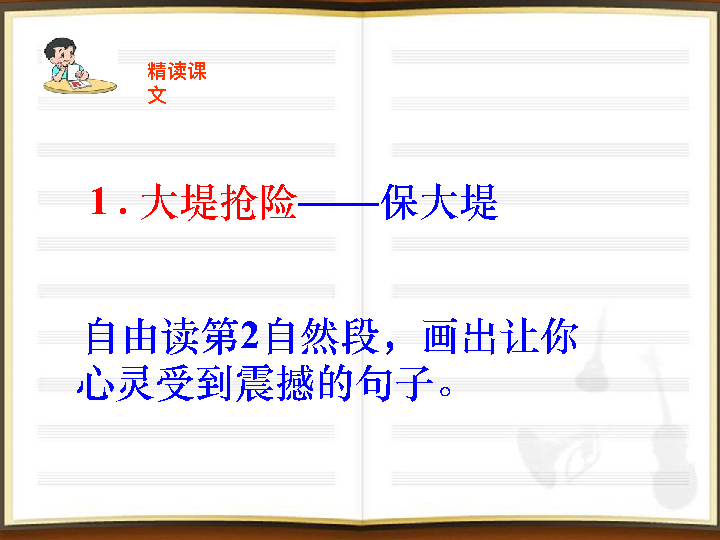 精读课
文
1 . 大堤抢险——保大堤
自由读第2自然段，画出让你
心灵受到震撼的句子。